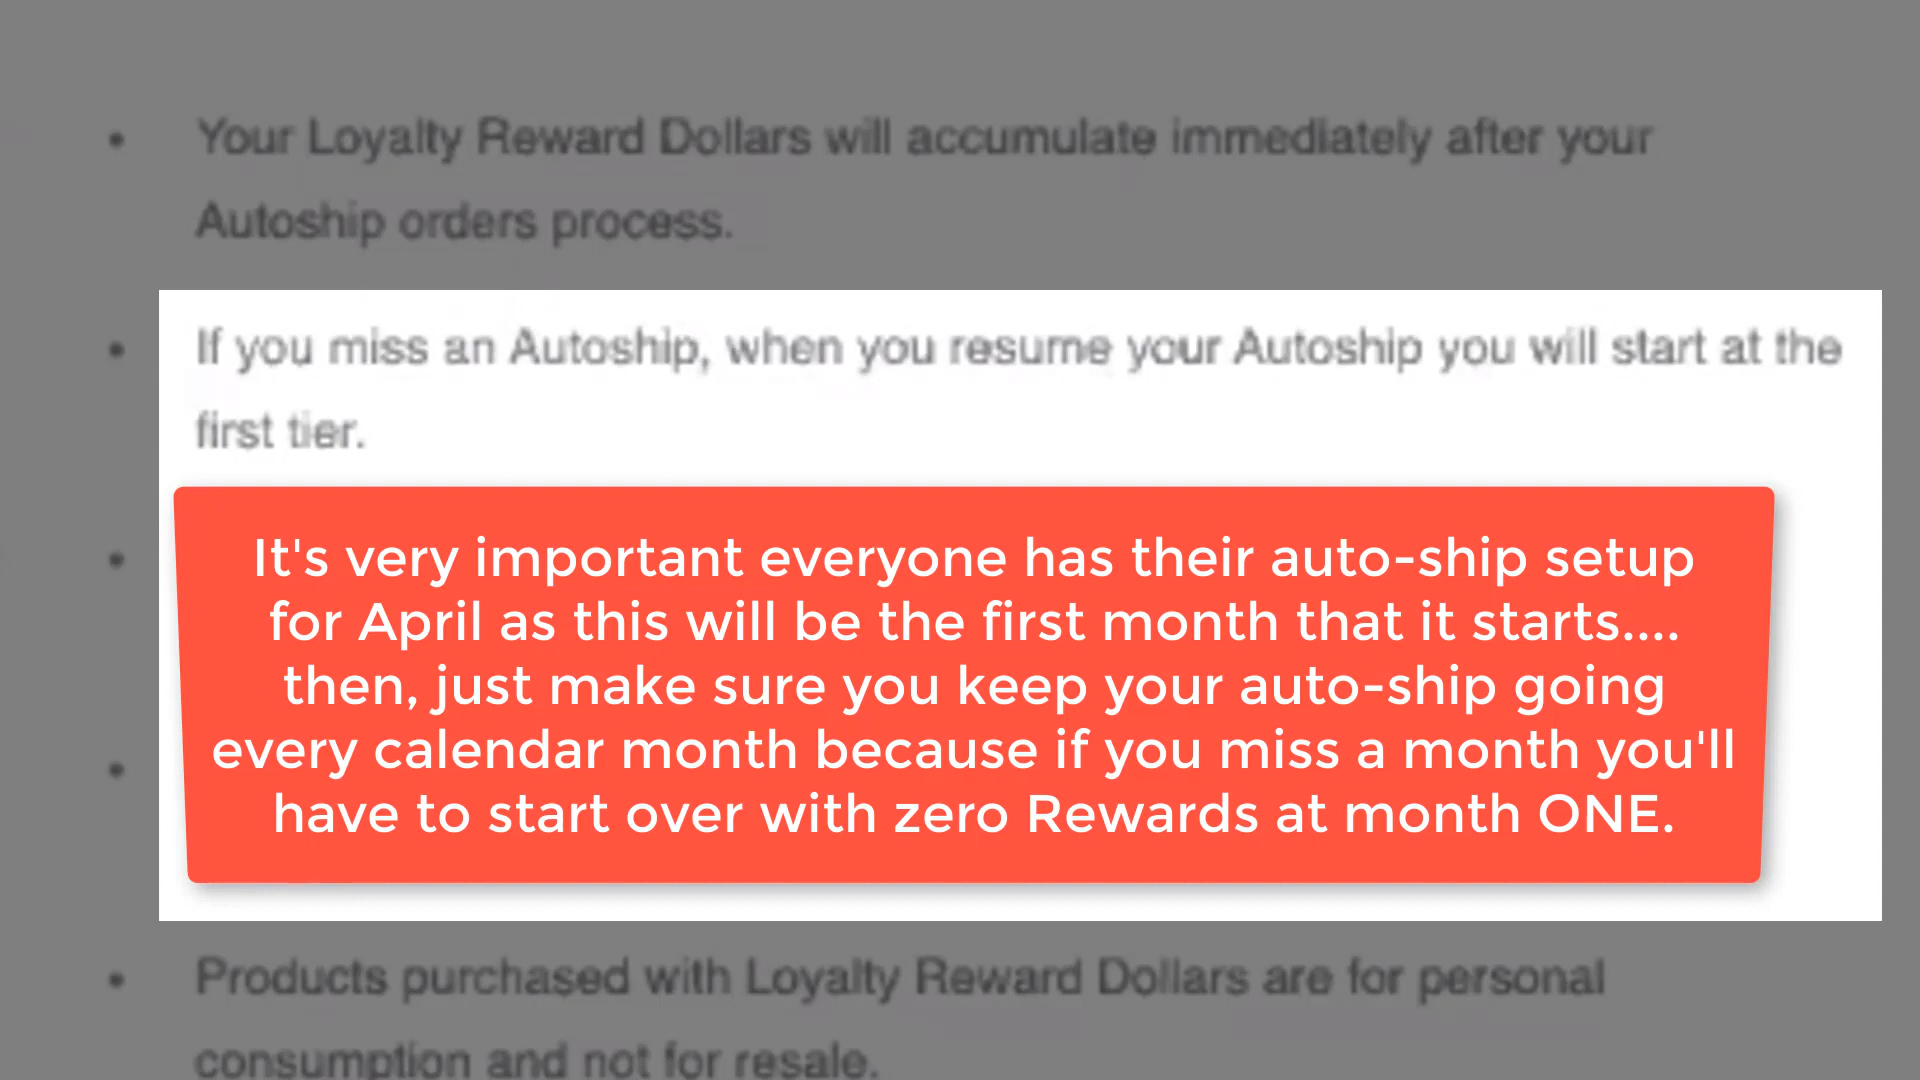 • Your Loyalty Reward Dollars will accumulate immediately after your
Autoship orders process.
• If you miss an Autoship, when you resume your Autoship you will start at the
first tier.
•
It's very important everyone has their auto-ship setup
for April as this will be the first month that it starts....
then, just make sure you keep your auto-ship going
every calendar month because if you miss a month you'll
•
have to start over with zero Rewards at month ONE.
• Products purchased with Loyalty Reward Dollars are for personal
consumption and not for resale.